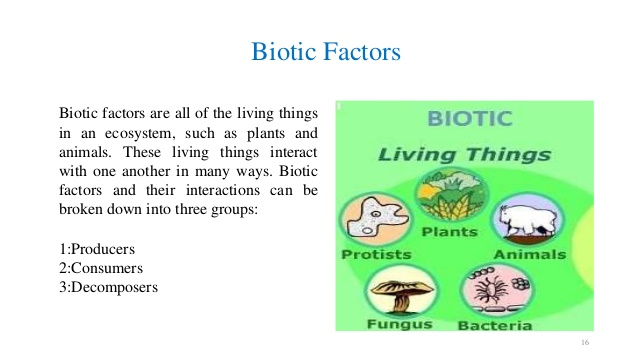 Biotic Factors
Biotic factors are all of the living things
in an ecosystem, such as plants and
animals. These living things interact
with one another in many ways. Biotic
factors and their interactions can be
broken down into three groups:
1:Producers
2:Consumers
3:Decomposers
BIOTIC
Living Things
Plants
Protists
Animals
Fungus
Bacteria
16